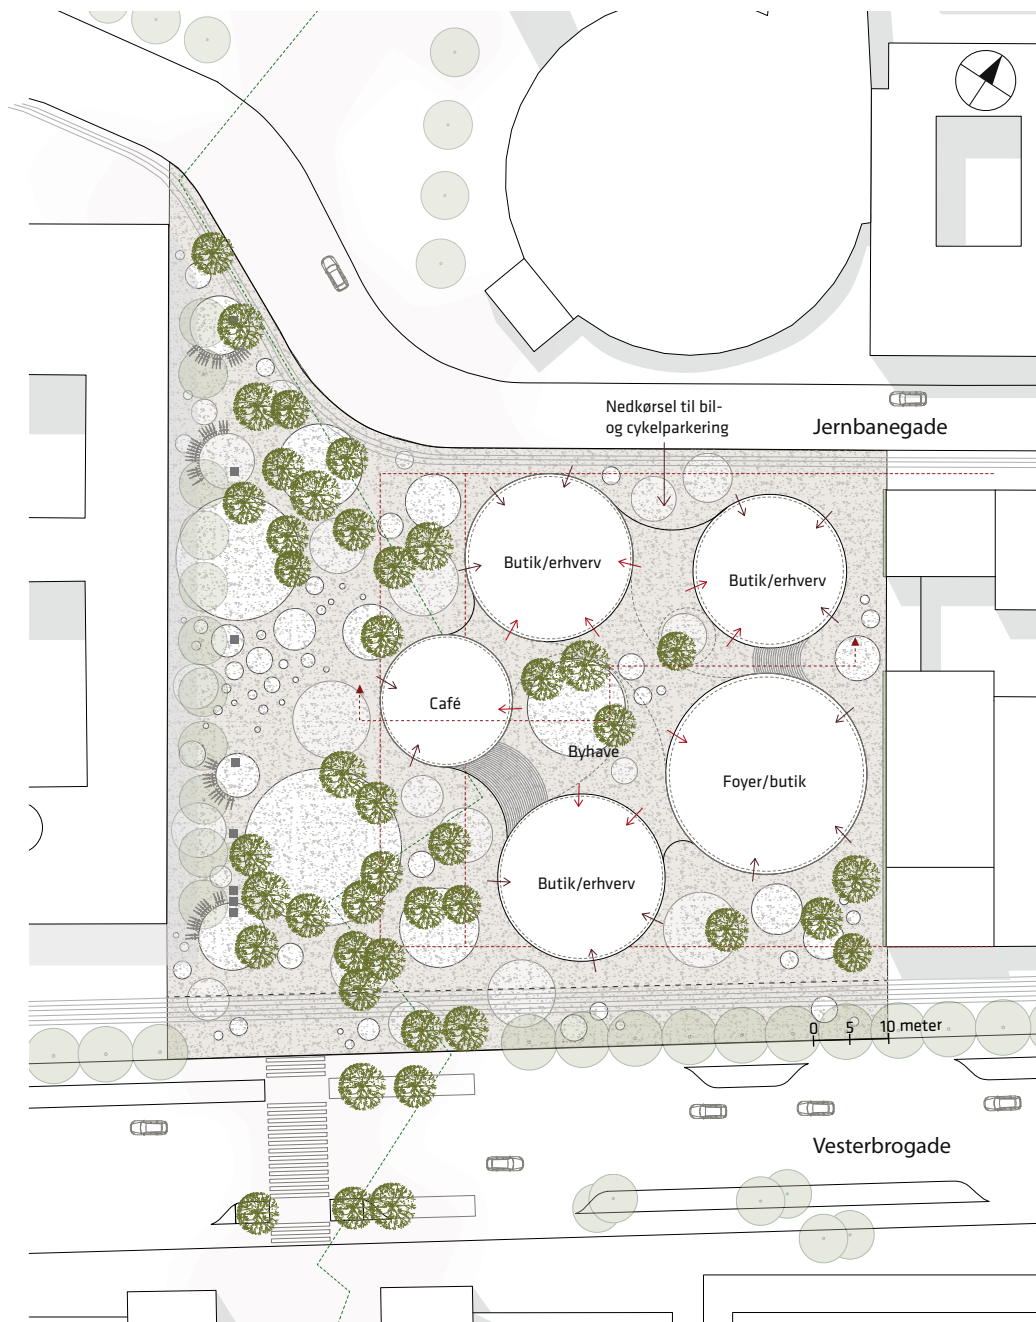 Nedkørsel til bil-
og cykelparkering
Jernbanegade
Butik/erhverv
Butik/erhverv
Café
Byhave
Foyer/butik
Butik/erhverv
0 5 10 meter
Vesterbrogade